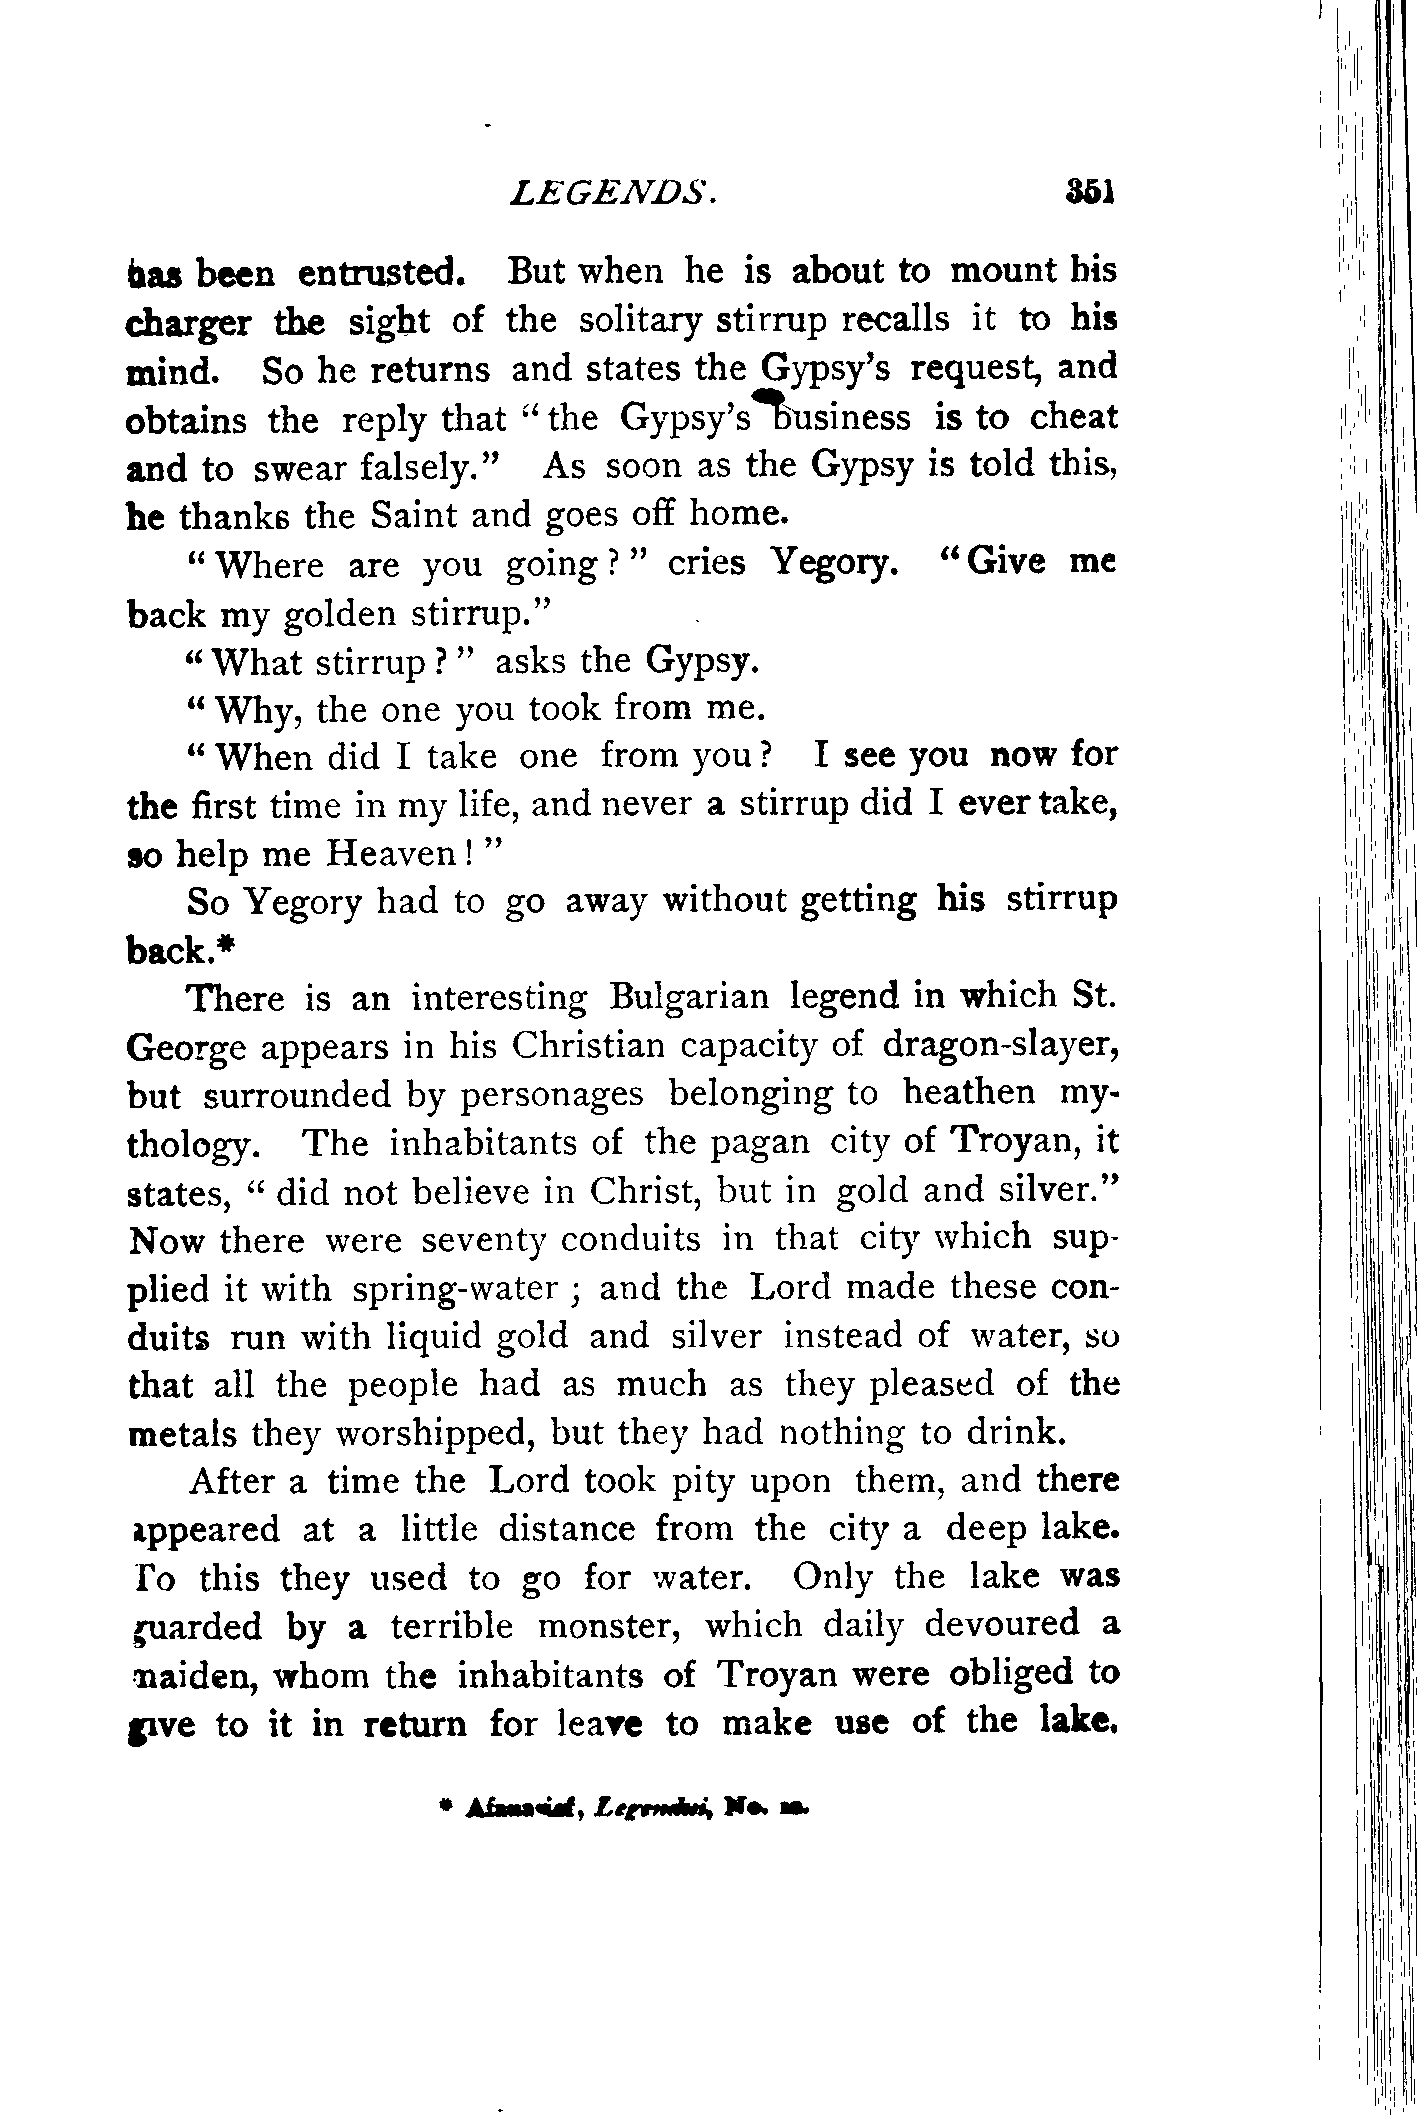 LEGENDS. 351
has been entrusted. But when he is about to mount his
charger the sight of the solitary stirrup recalls it to his
mind. So he returns and states the Gypsy's request, and
obtains the reply that “the Gypsy's business is to cheat
and to swear falsely.” As soon as the Gypsy is told this,
he thanks the Saint and goes off home.
“Where are you going?” cries Yegory. “Give me
back my golden stirrup.”
“What stirrup?” asks the Gypsy.
“Why, the one you took from me.
“When did I take one from you? I see you now for
the first time in my life, and never a stirrup did I ever take,
so help me Heaven!”
So Yegory had to go away without getting his stirrup
back.*
There is an interesting Bulgarian legend in which St.
George appears in his Christian capacity of dragon-slayer,
but surrounded by personages belonging to heathen my-
thology. The inhabitants of the pagan city of Troyan, it
states, “did not believe in Christ, but in gold and silver.”
Now there were seventy conduits in that city which sup-
plied it with spring-water; and the Lord made these con-
duits run with liquid gold and silver instead of water, so
that all the people had as much as they pleased of the
metals they worshipped, but they had nothing to drink.
After a time the Lord took pity upon them, and there
appeared at a little distance from the city a deep lake.
To this they used to go for water. Only the lake was
guarded by a terrible monster, which daily devoured a
maiden, whom the inhabitants of Troyan were obliged to
give to it in return for leave to make use of the lake.
* Afanasief, Legendui, No.